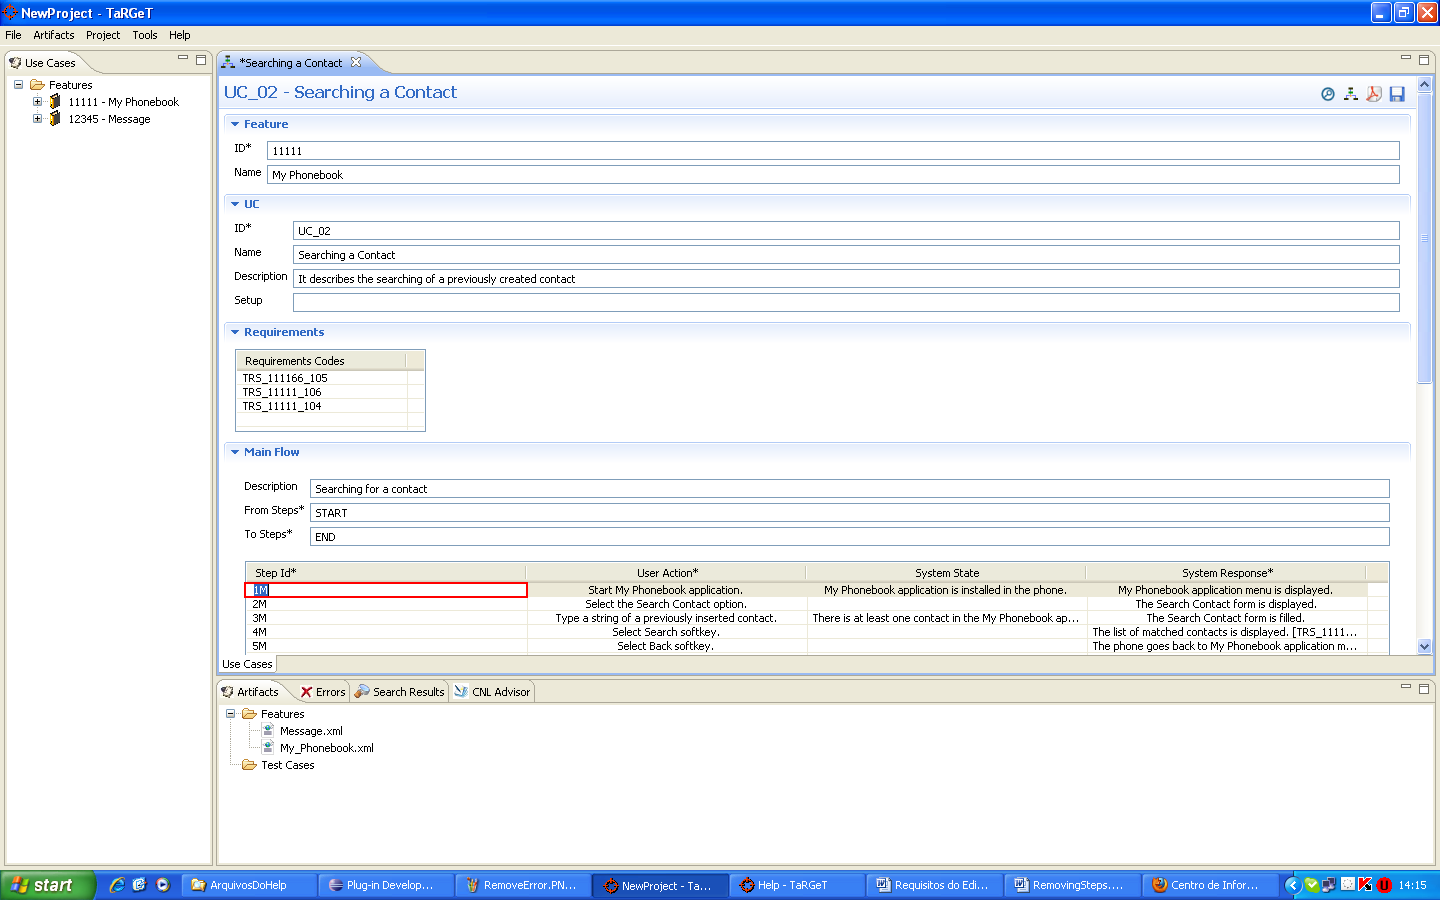 NewProject - TaRGeT
File Artifacts Project Tools Help
Use Cases
Features
11111 - My Phonebook
12345 - Message
*Searching a Contact
UC_02 - Searching a Contact
Feature
ID* 11111
Name My Phonebook
UC
ID* UC_02
Name Searching a Contact
Description It describes the searching of a previously created contact
Setup
Requirements
Requirements Codes
TRS_111166_105
TRS_11111_106
TRS_11111_104
Main Flow
Description Searching for a contact
From Steps* START
To Steps* END
Step Id* User Action* System State System Response*
1M Start My Phonebook application. My Phonebook application is installed in the phone. My Phonebook application menu is displayed.
2M Select the Search Contact option. The Search Contact form is displayed.
3M Type a string of a previously inserted contact. There is at least one contact in the My Phonebook ap... The Search Contact form is filled.
4M Select Search softkey. The list of matched contacts is displayed. [TRS_1111...
5M Select Back softkey. The phone goes back to My Phonebook application m...
Use Cases
Artifacts Errors Search Results CNL Advisor
Features
Message.xml
My_Phonebook.xml
Test Cases
start ArquivosDoHelp Plug-in Develop... RemoveError.PN... NewProject - Ta... Help - TaRGeT Requisitos do Edi... RemovingSteps.... Centro de Infor... 14:15